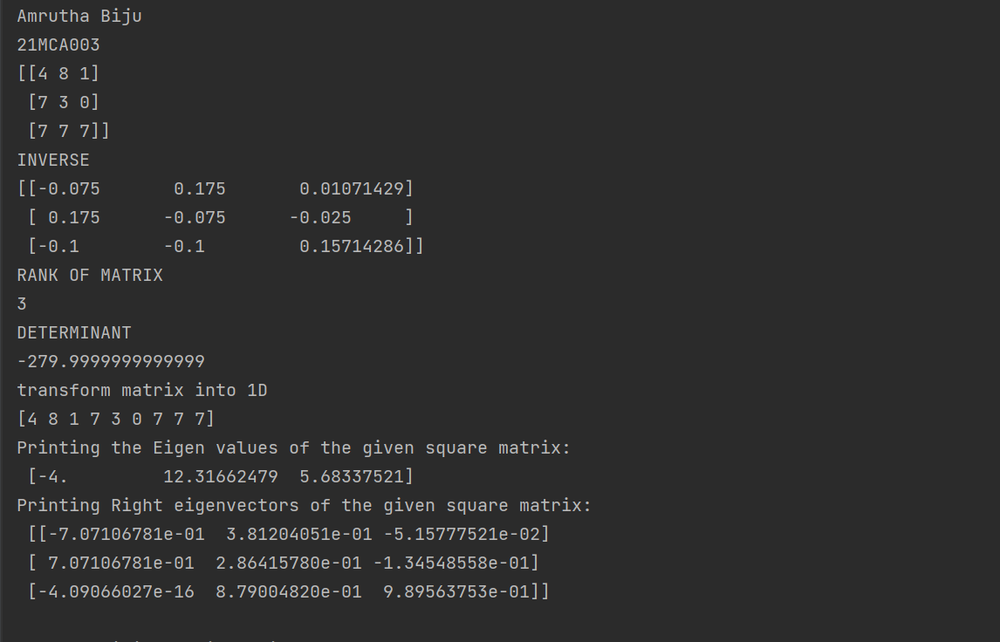 Amrutha Biju
21MCA003
[[4 8 1]
 [7 3 0]
 [7 7 7]]
INVERSE
[[-0.075       0.175       0.01071429]
 [ 0.175      -0.075      -0.025     ]
 [-0.1        -0.1         0.15714286]]
RANK OF MATRIX
3
DETERMINANT
-279.9999999999999
transform matrix into 1D
[4 8 1 7 3 0 7 7 7]
Printing the Eigen values of the given square matrix:
 [-4.         12.31662479  5.68337521]
Printing Right eigenvectors of the given square matrix:
 [[-7.07106781e-01  3.81204051e-01 -5.15777521e-02]
 [ 7.07106781e-01  2.86415780e-01 -1.34548558e-01]
 [-4.09066027e-16  8.79004820e-01  9.89563753e-01]]